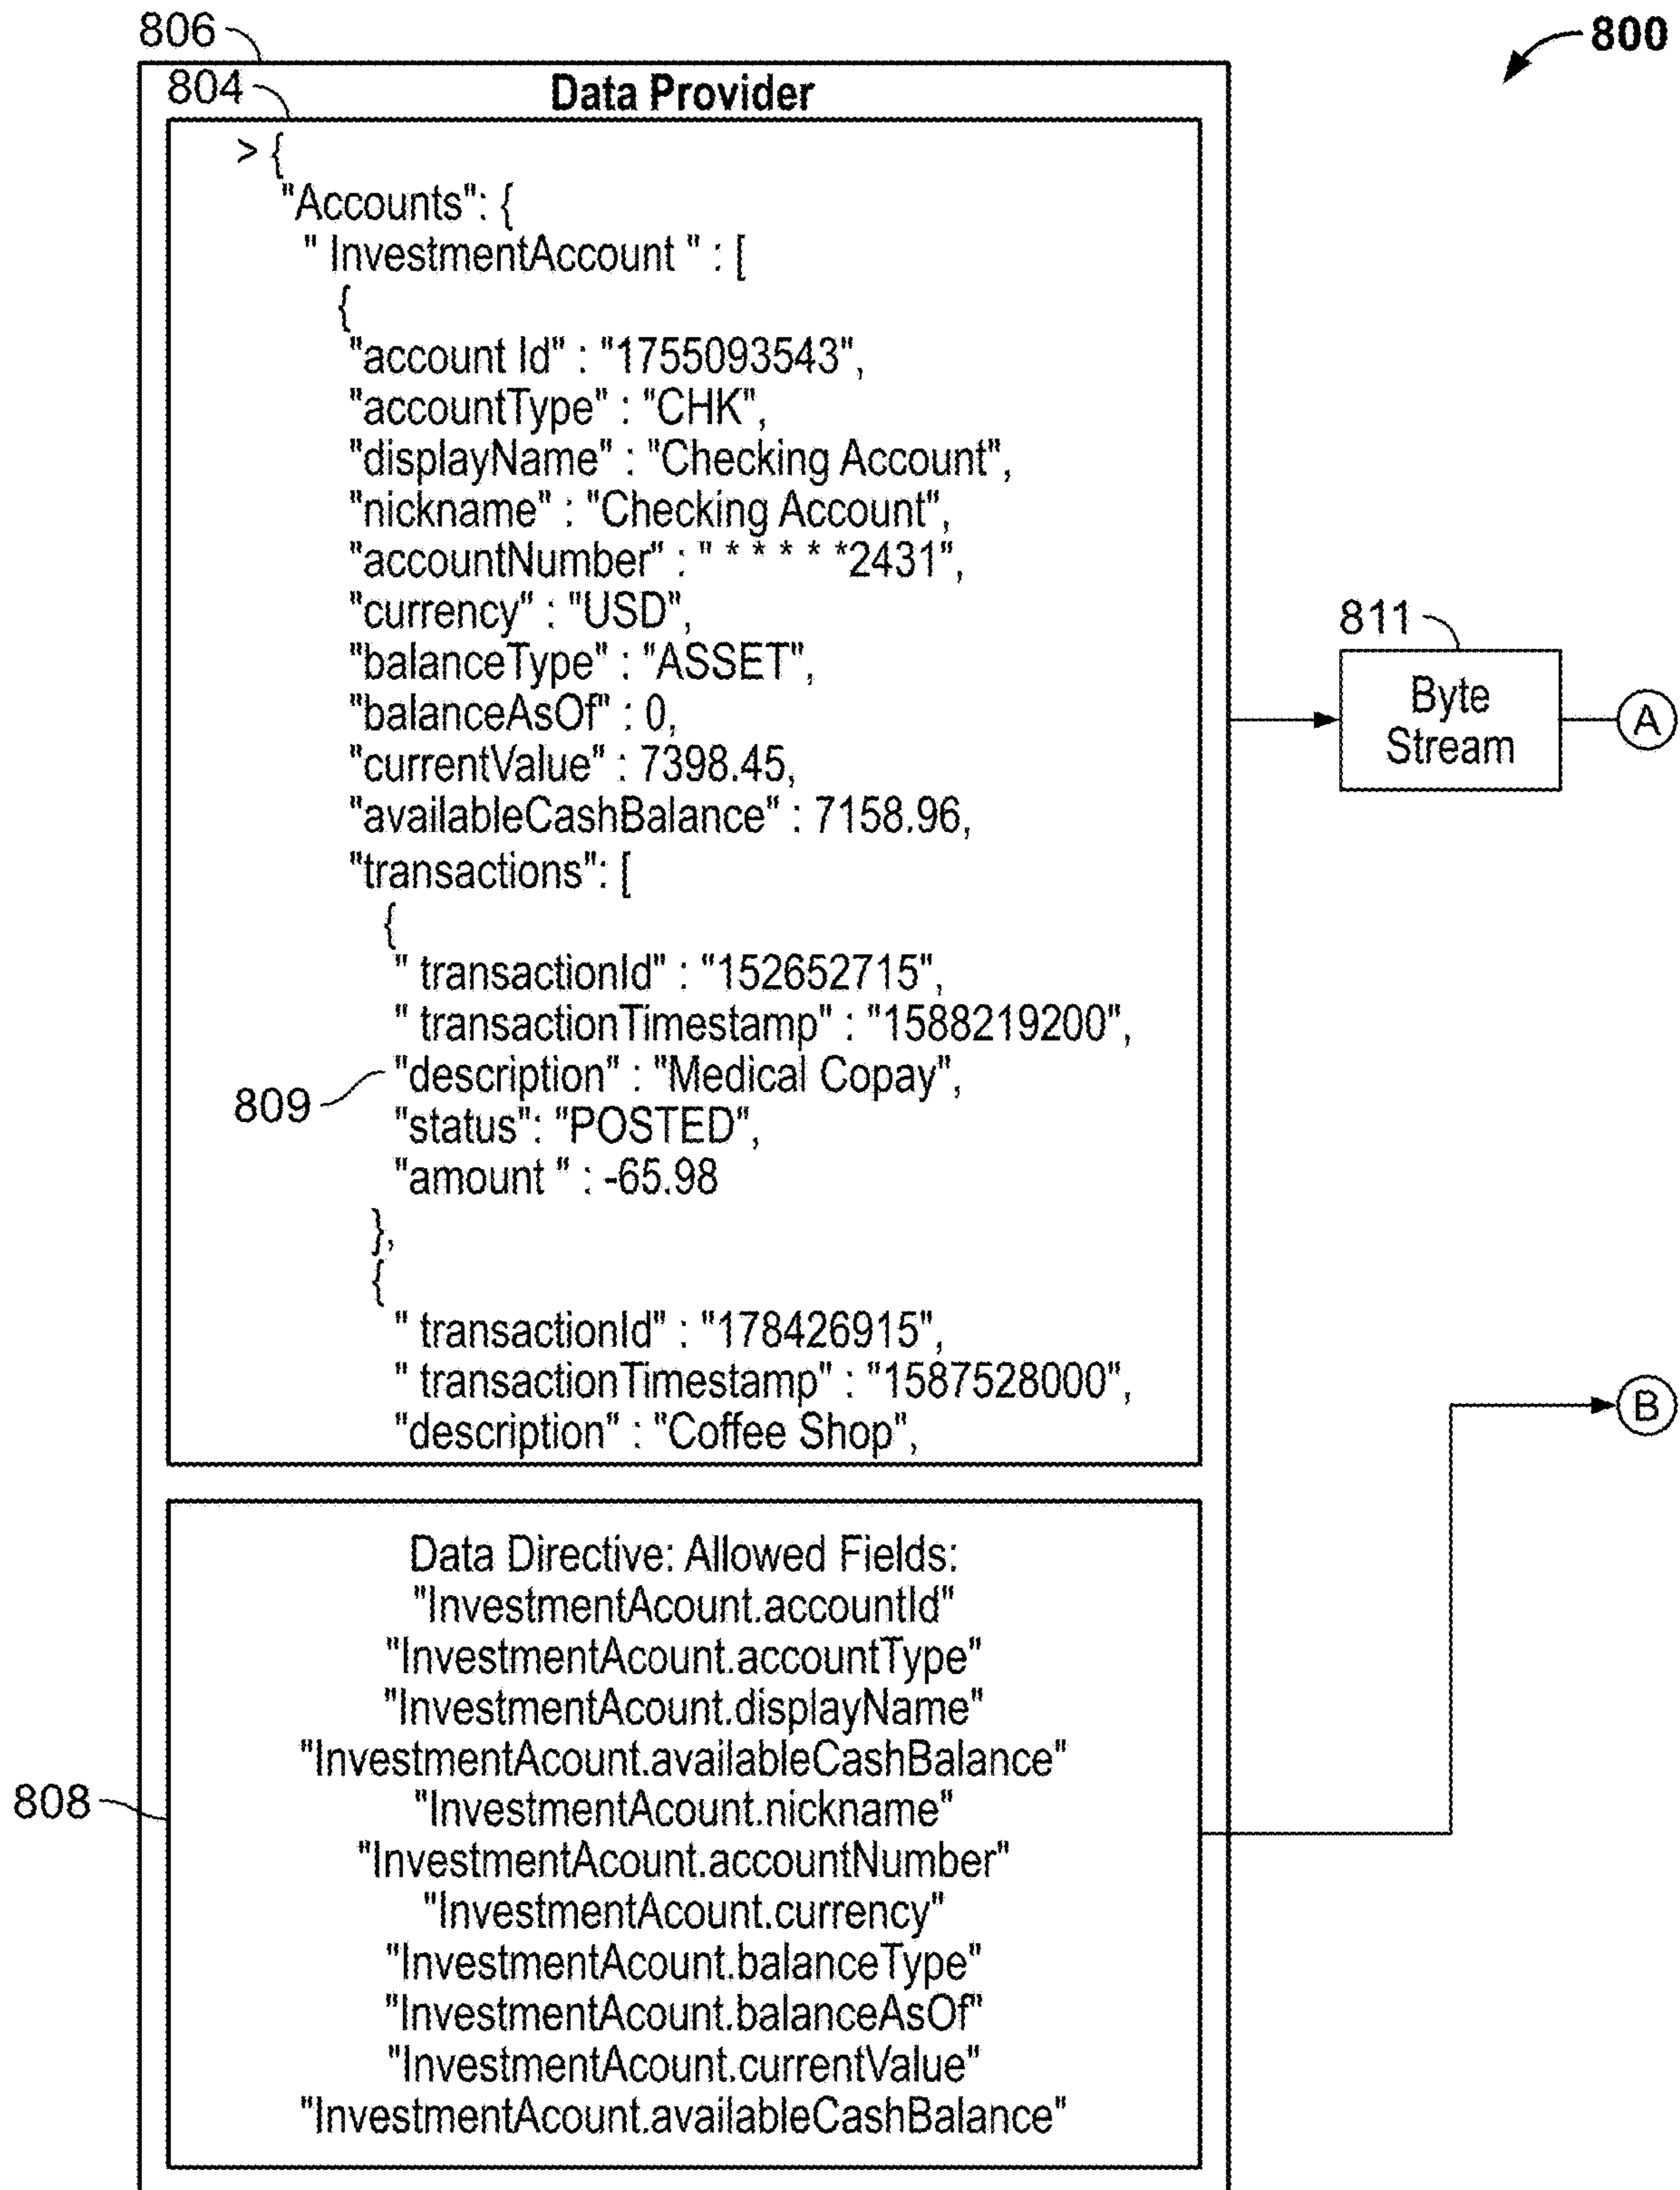 806
800
804
Data Provider
> {
"Accounts": {
" InvestmentAccount " : [
{
"account Id" : "1755093543",
"accountType" : "CHK",
"displayName" : "Checking Account",
"nickname" : "Checking Account",
"accountNumber" : " * * * * *2431",
"currency" : "USD",
"balanceType" : "ASSET",
"balanceAsOf" : 0,
"currentValue" : 7398.45,
"availableCashBalance" : 7158.96,
"transactions": [
{
" transactionId" : "152652715",
" transactionTimestamp" : "1588219200",
"description" : "Medical Copay",
809
"status": "POSTED",
"amount " : -65.98
},
{
" transactionId" : "178426915",
" transactionTimestamp" : "1587528000",
"description" : "Coffee Shop",
811
Byte
Stream
A
B
Data Directive: Allowed Fields:
"InvestmentAcount.accountId"
"InvestmentAcount.accountType"
"InvestmentAcount.displayName"
"InvestmentAcount.availableCashBalance"
808
"InvestmentAcount.nickname"
"InvestmentAcount.accountNumber"
"InvestmentAcount.currency"
"InvestmentAcount.balanceType"
"InvestmentAcount.balanceAsOf"
"InvestmentAcount.currentValue"
"InvestmentAcount.availableCashBalance"